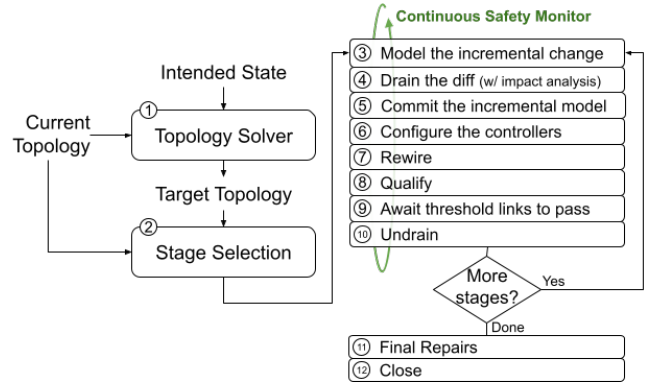 Continuous Safety Monitor
Intended State
Current
Topology
① Topology Solver
Target Topology
② Stage Selection
③ Model the incremental change
④ Drain the diff (w/ impact analysis)
⑤ Commit the incremental model
⑥ Configure the controllers
⑦ Rewire
⑧ Qualify
⑨ Await threshold links to pass
⑩ Undrain
More
stages?
Yes
Done
⑪ Final Repairs
⑫ Close